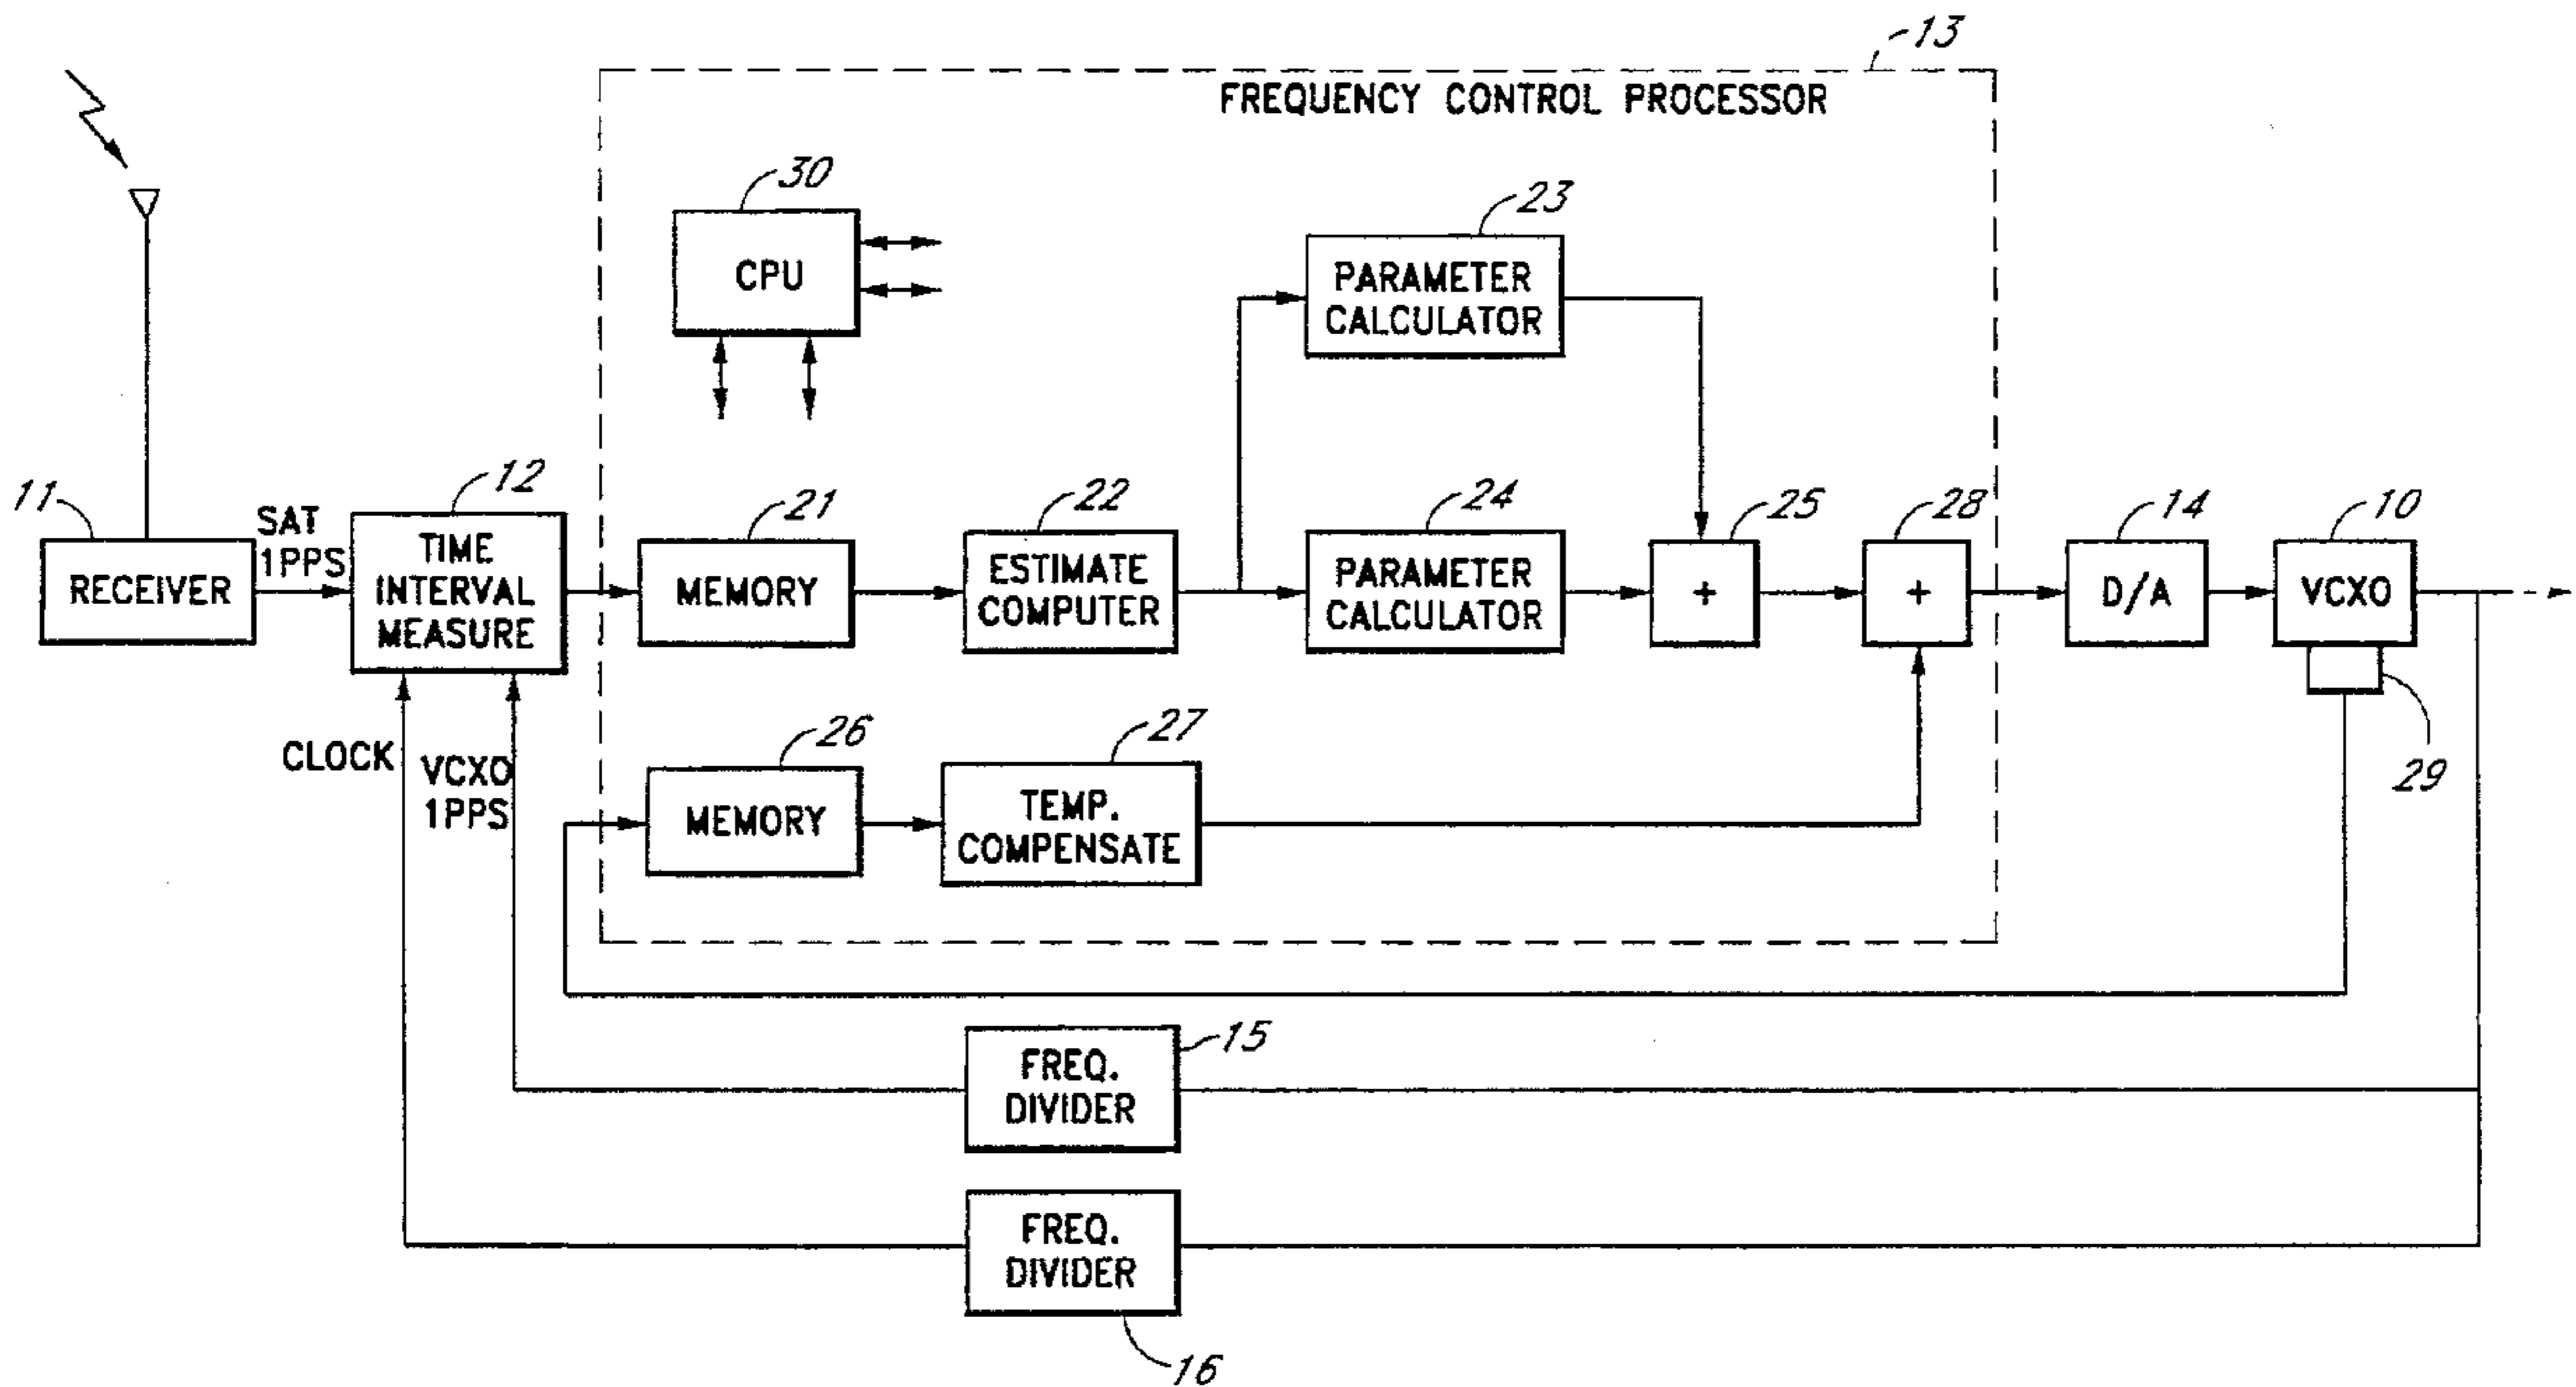 13
FREQUENCY CONTROL PROCESSOR
30
CPU
23
PARAMETER
CALCULATOR
11
RECEIVER
SAT
1PPS
12
TIME
INTERVAL
MEASURE
21
MEMORY
22
ESTIMATE
COMPUTER
24
PARAMETER
CALCULATOR
25
+
28
+
14
D/A
10
VCXO
29
CLOCK
VCXO
1PPS
26
MEMORY
27
TEMP.
COMPENSATE
15
FREQ.
DIVIDER
FREQ.
DIVIDER
16